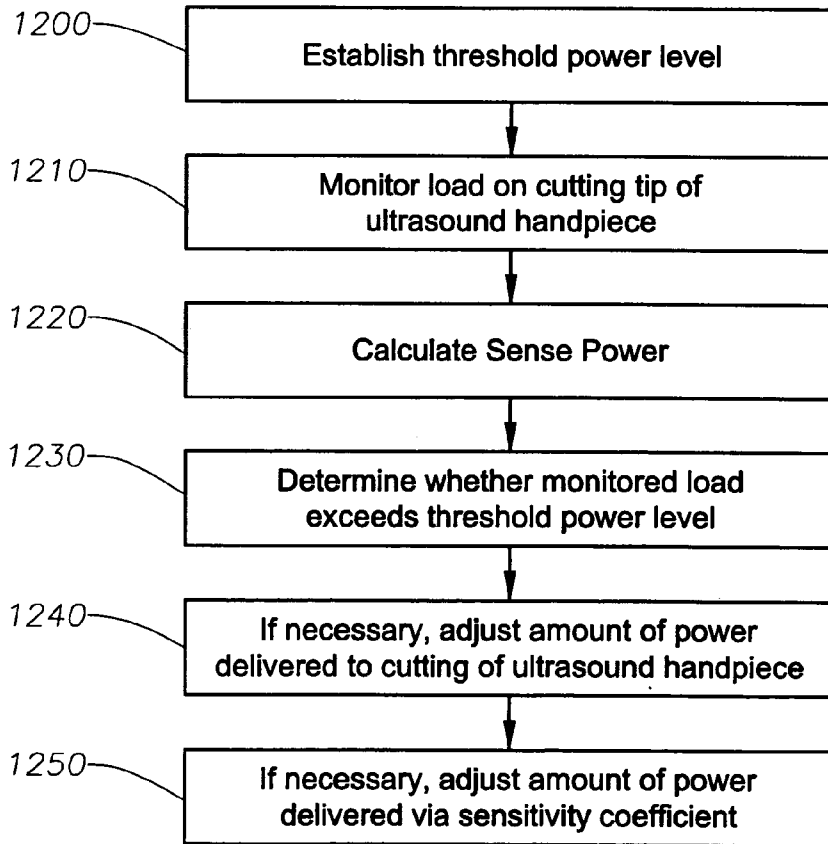 1200
Establish threshold power level
1210
Monitor load on cutting tip of
ultrasound handpiece
1220
Calculate Sense Power
1230
Determine whether monitored load
exceeds threshold power level
1240
If necessary, adjust amount of power
delivered to cutting of ultrasound handpiece
1250
If necessary, adjust amount of power
delivered via sensitivity coefficient